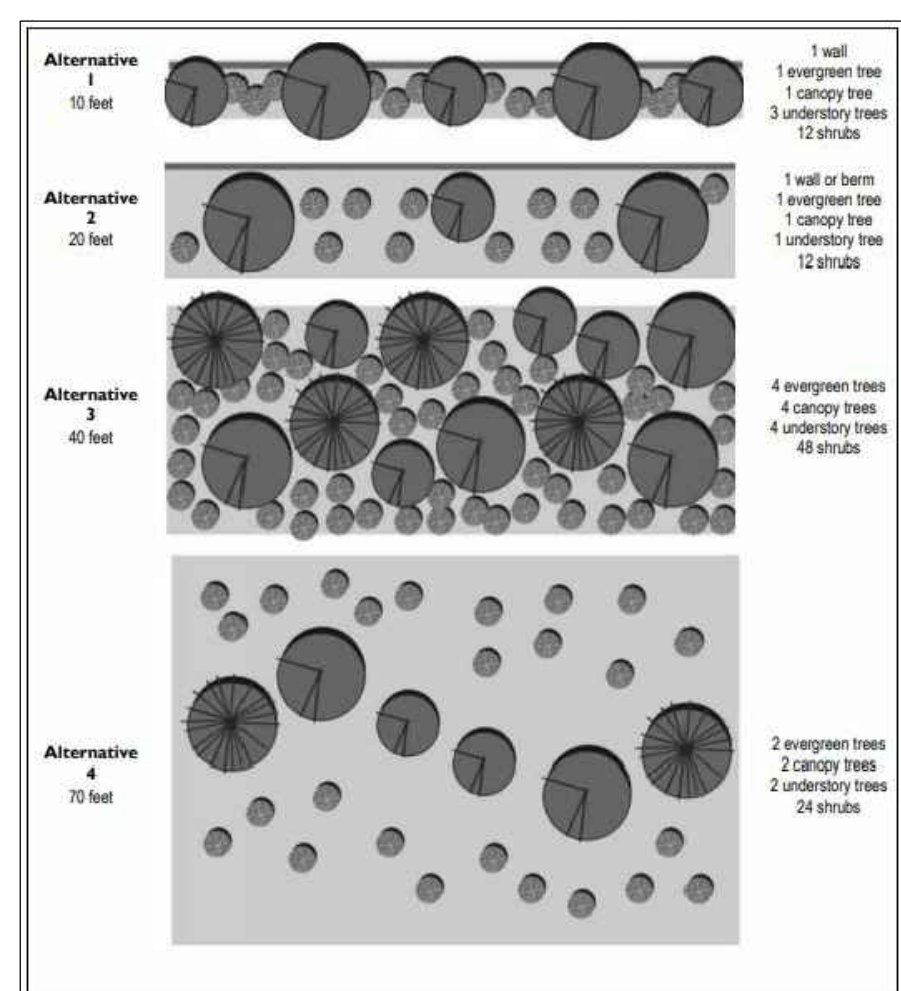 Alternative
1
10 feet
1 wall
1 evergreen tree
1 canopy tree
3 understory trees
12 shrubs
Alternative
2
20 feet
1 wall or berm
1 evergreen tree
1 canopy tree
1 understory tree
12 shrubs
Alternative
3
40 feet
4 evergreen trees
4 canopy trees
4 understory trees
48 shrubs
Alternative
4
70 feet
2 evergreen trees
2 canopy trees
2 understory trees
24 shrubs